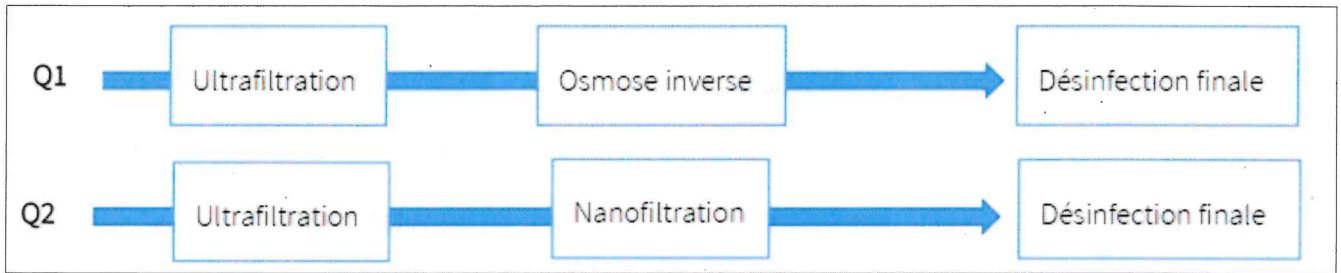 Q1 Ultrafiltration Osmose inverse Désinfection finale
Q2 Ultrafiltration Nanofiltration Désinfection finale